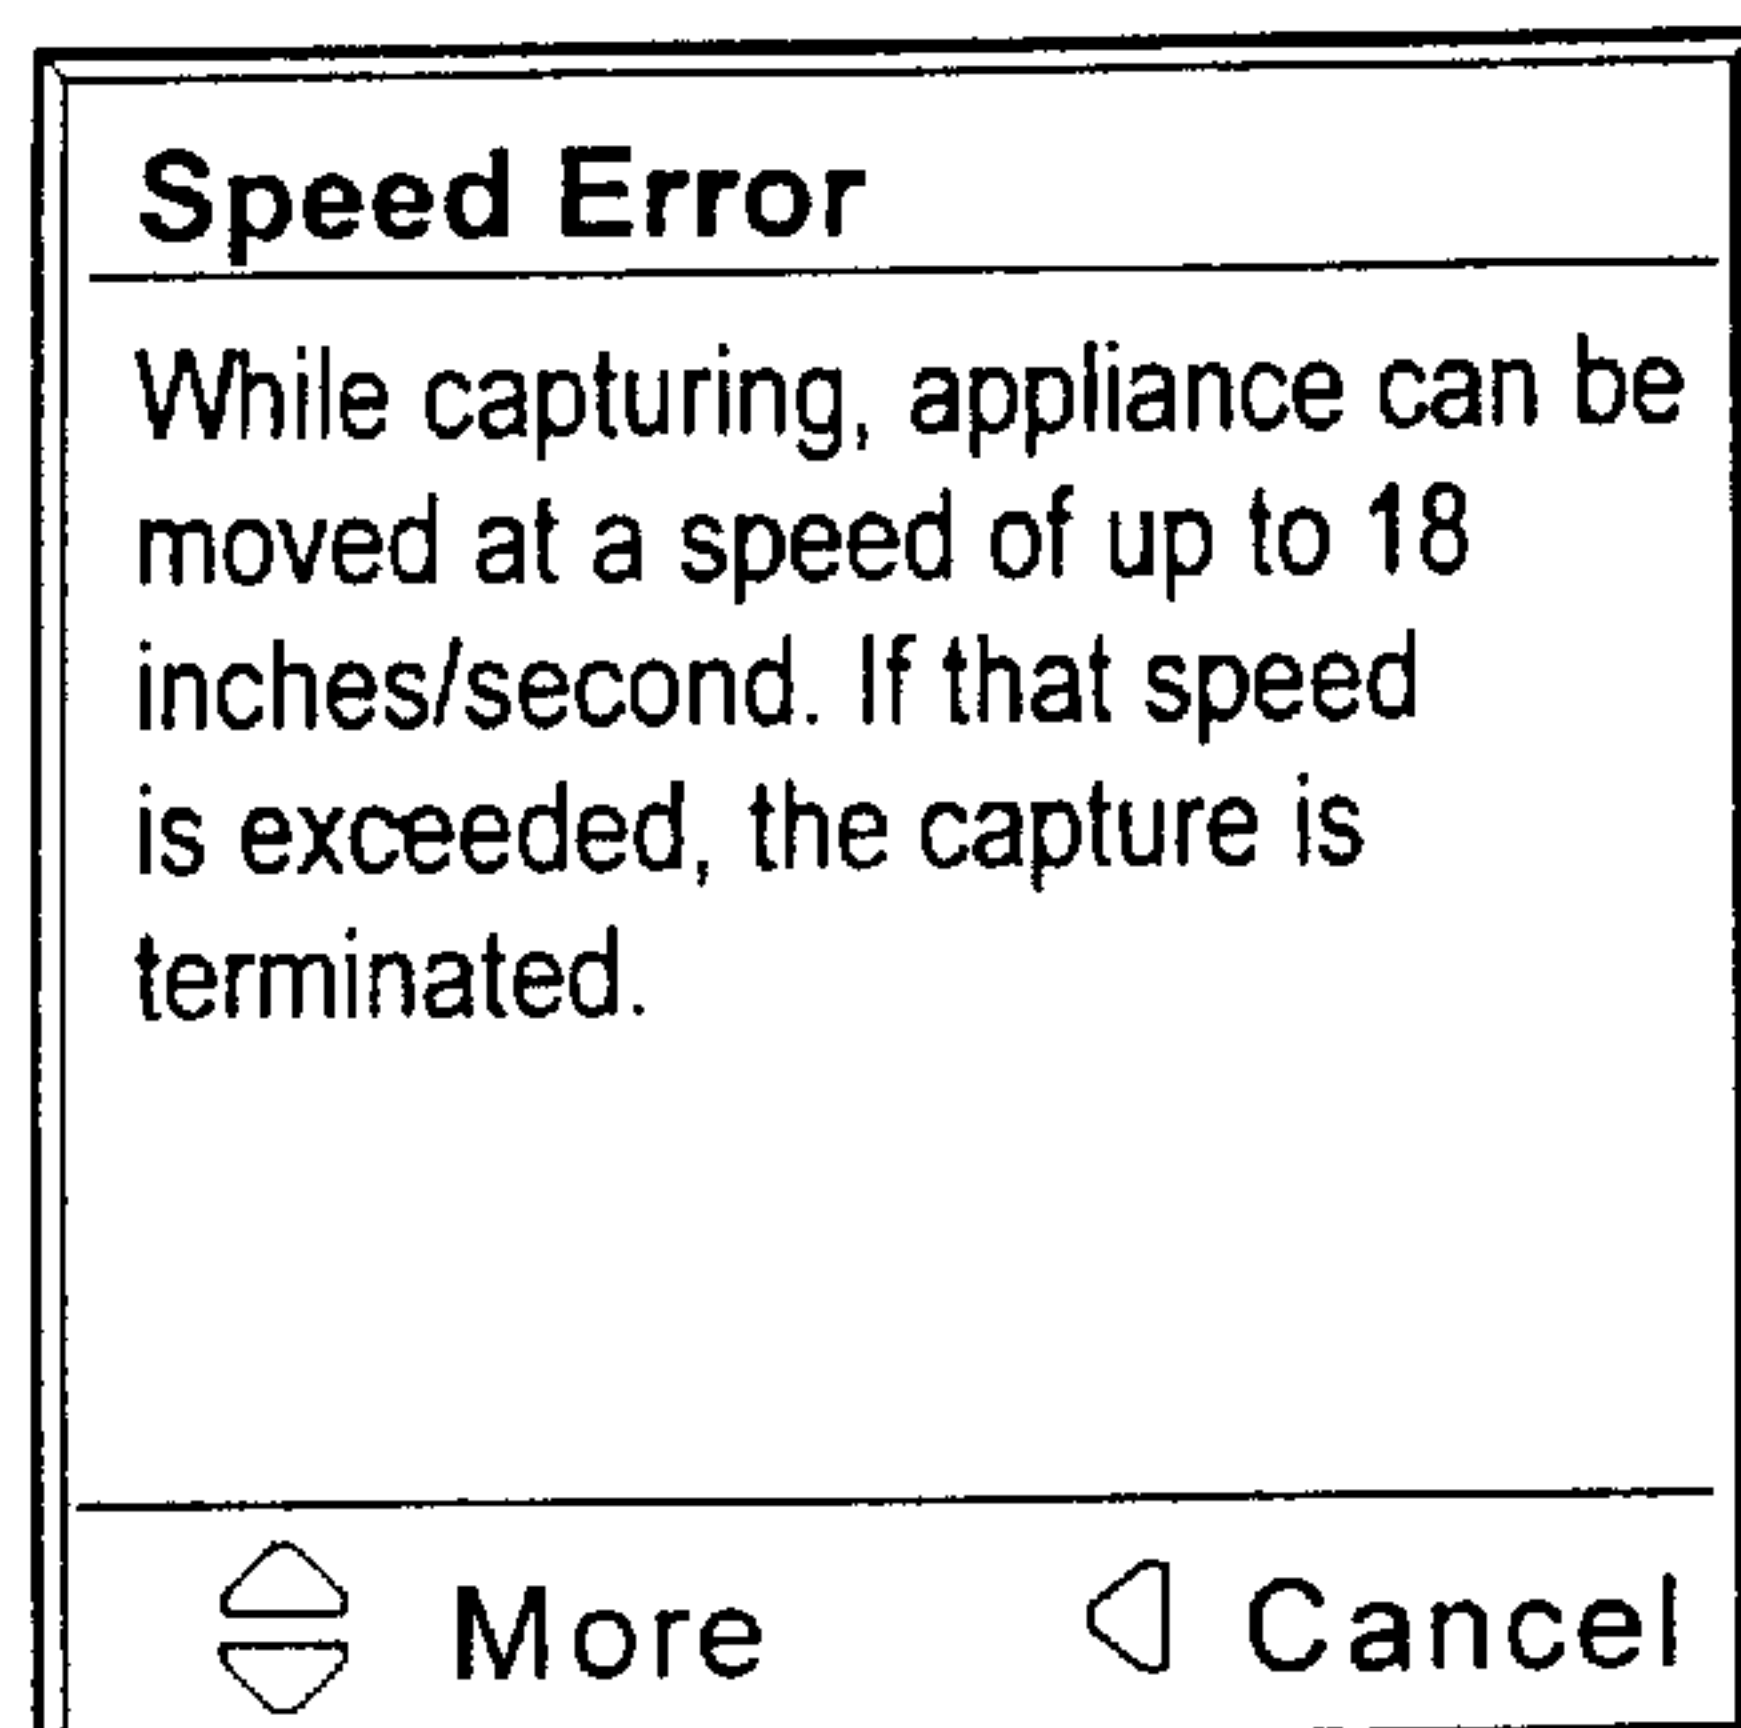 Speed Error
While capturing, appliance can be
moved at a speed of up to 18
inches/second. If that speed
is exceeded, the capture is
terminated.
More Cancel